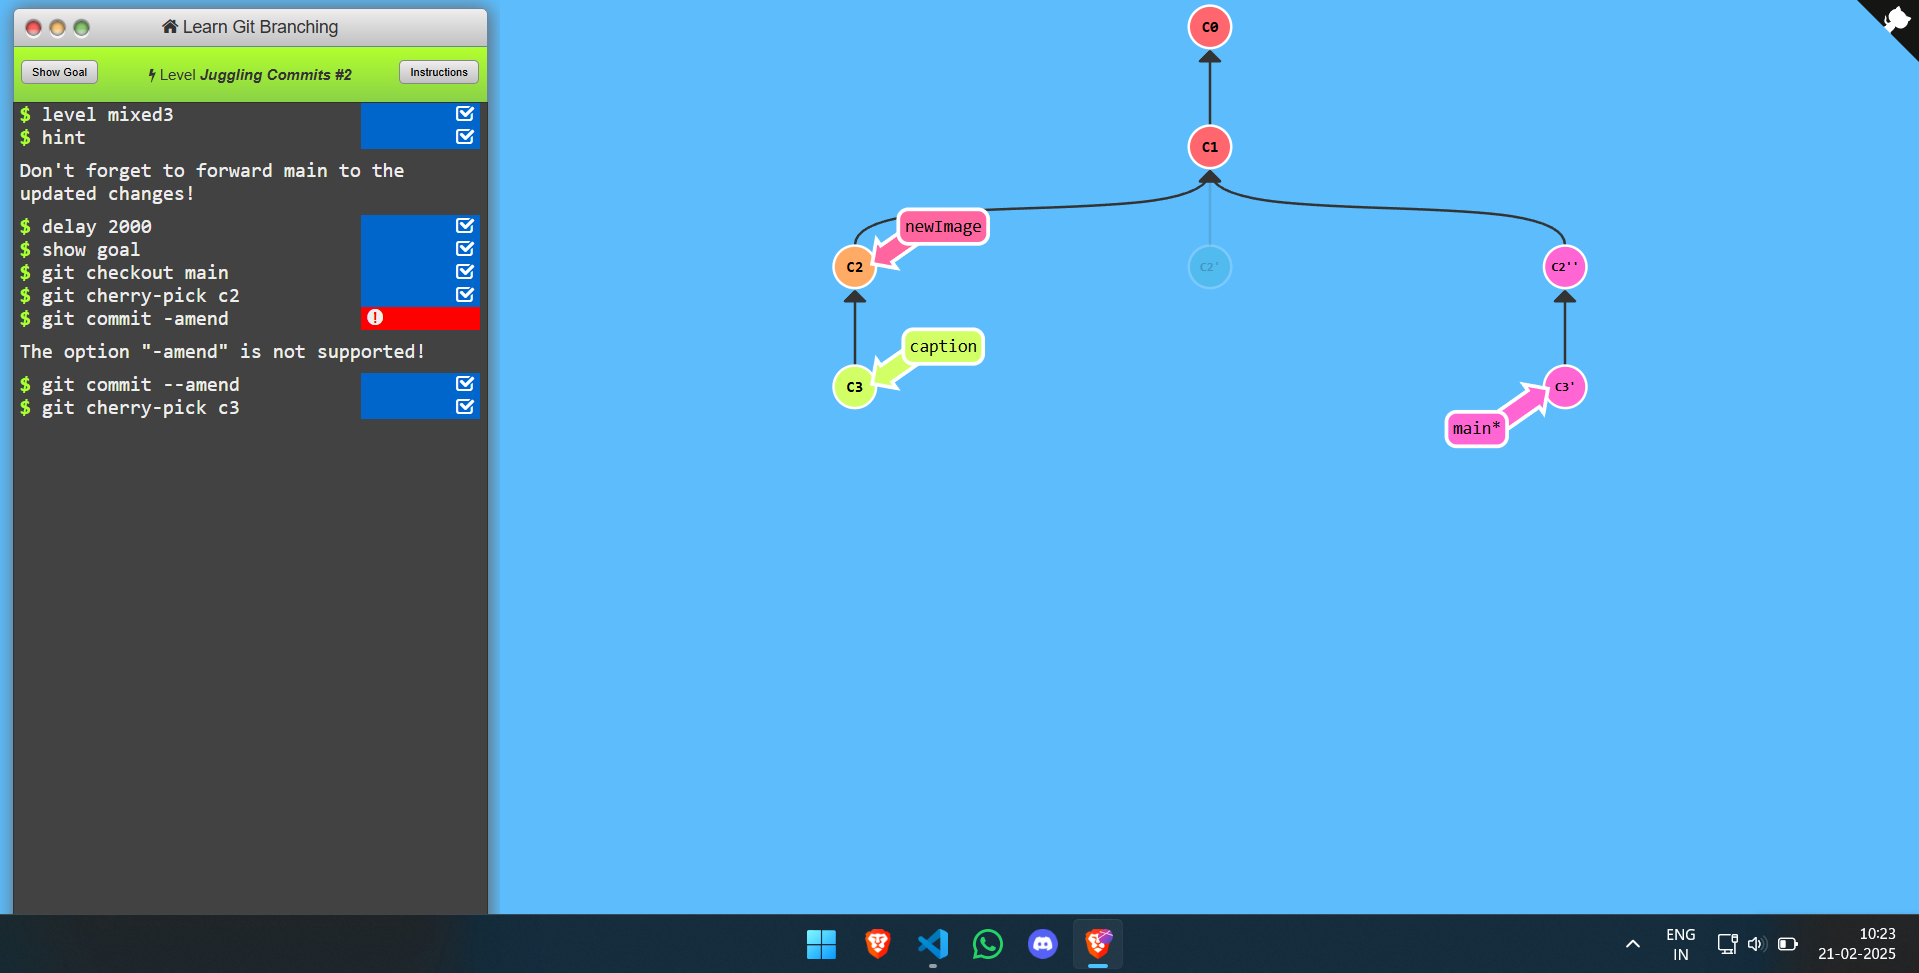 Learn Git Branching
Show Goal
Level Juggling Commits #2
Instructions
$ level mixed3
$ hint
Don't forget to forward main to the
updated changes!
$ delay 2000
$ show goal
$ git checkout main
$ git cherry-pick c2
$ git commit -amend
The option "-amend" is not supported!
$ git commit --amend
$ git cherry-pick c3
C0
C1
newImage
C2
C2'
C2''
caption
C3
C3'
main*
ENG
IN
10:23
21-02-2025